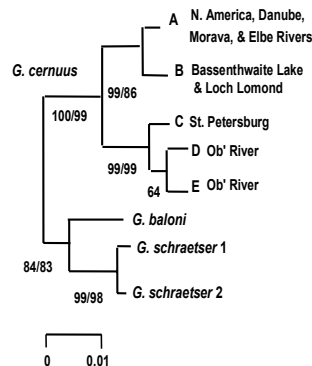 A N. America, Danube,
Morava, & Elbe Rivers
G. cernuus
B Bassenthwaite Lake
& Loch Lomond
99/86
100/99
C St. Petersburg
D Ob' River
99/99
64
E Ob' River
G. baloni
G. schraetser 1
84/83
G. schraetser 2
99/98
0 0.01